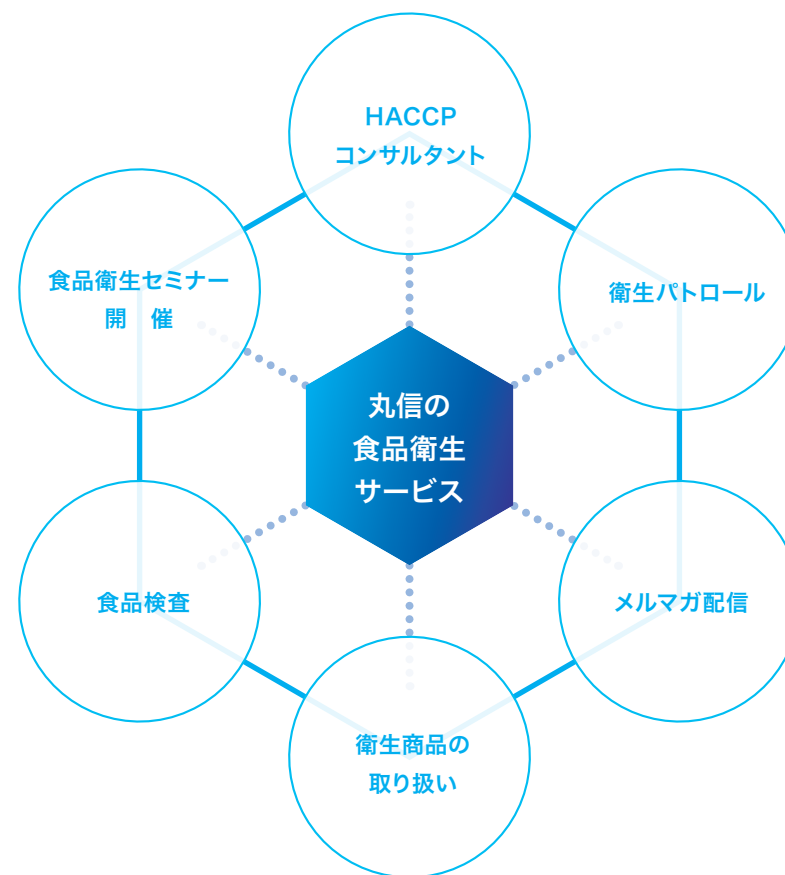 HACCP
コンサルタント
食品衛生セミナー
開　催
衛生パトロール
丸信の
食品衛生
サービス
食品検査
メルマガ配信
衛生商品の
取り扱い